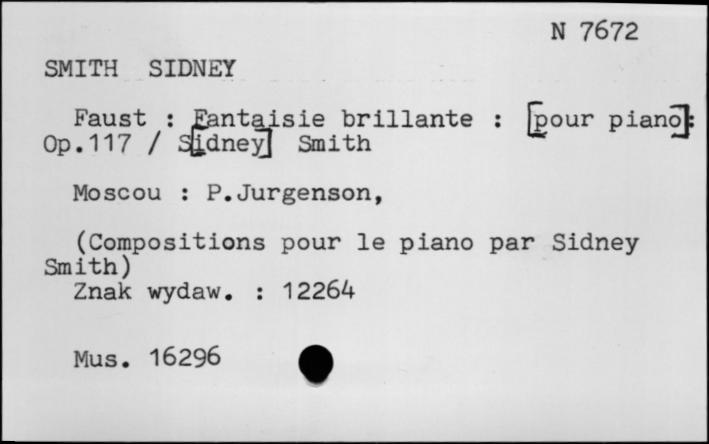 N 7672
SMITH SIDNEY
Faust : Fantaisie brillante : [pour piano]:
Op.117 / S[idney] Smith
Moscou : P.Jurgenson,
(Compositions pour le piano par Sidney
Smith)
Znak wydaw. : 12264
Mus. 16296